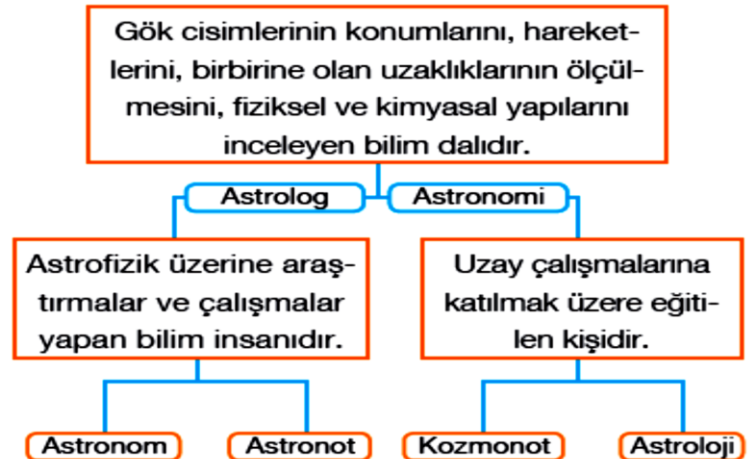 Gök cisimlerinin konumlarını, hareket-
lerini, birbirine olan uzaklıklarının ölçül-
mesini, fiziksel ve kimyasal yapılarını
inceleyen bilim dalıdır.
Astrolog
Astronomi
Astrofizik üzerine araş-
tırmalar ve çalışmalar
yapan bilim insanıdır.
Uzay çalışmalarına
katılmak üzere eğiti-
len kişidir.
Astronom
Astronot
Kozmonot
Astroloji